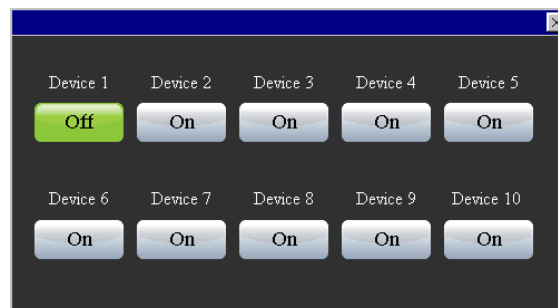 Device 1 Device 2 Device 3 Device 4 Device 5
Off On On On On
Device 6 Device 7 Device 8 Device 9 Device 10
On On On On On